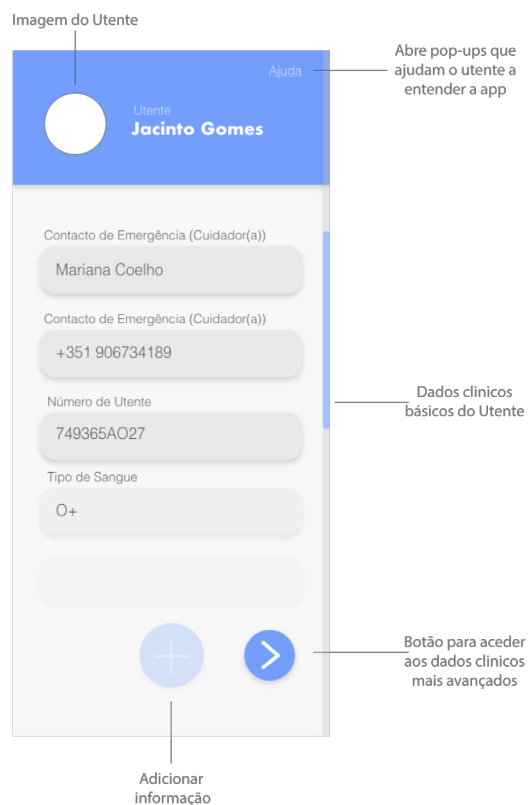 Imagem do Utente
Abre pop-ups que
ajudam o utente a
entender a app
Ajuda
Utente
Jacinto Gomes
Contacto de Emergência (Cuidador(a))
Mariana Coelho
Contacto de Emergência (Cuidador(a))
+351 906734189
Número de Utente
749365AO27
Dados clinicos
básicos do Utente
Tipo de Sangue
O+
Botão para aceder
aos dados clinicos
mais avançados
Adicionar
informação